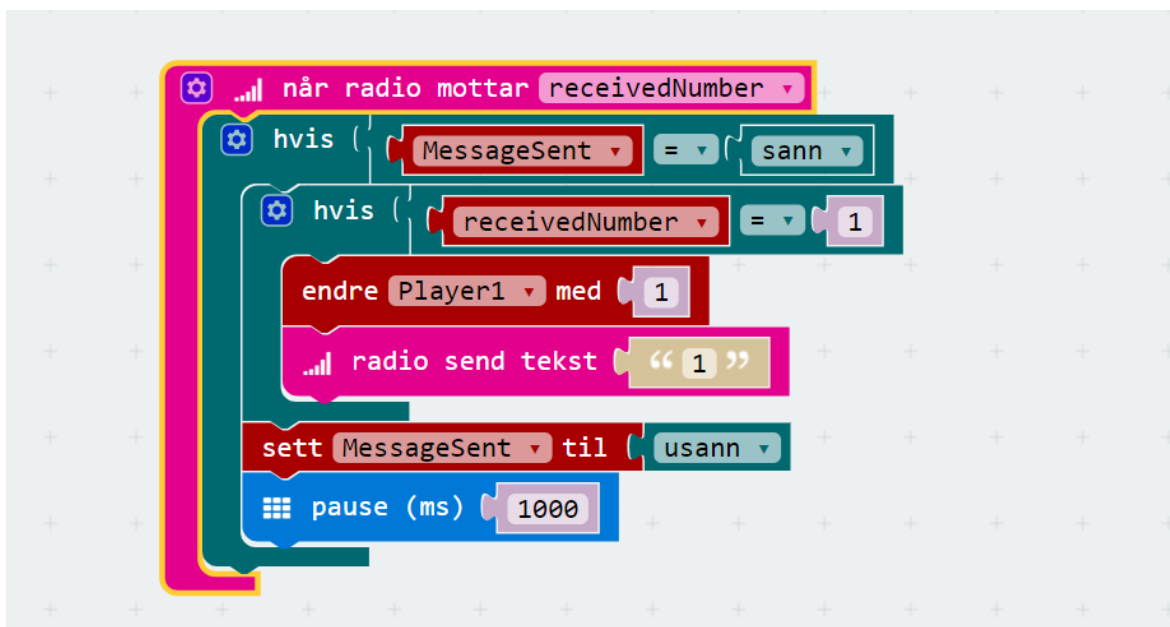 når radio mottar receivedNumber
hvis ( MessageSent = ( sann
hvis ( receivedNumber = 1
endre Player1 med 1
radio send tekst “ 1 ”
sett MessageSent til ( usann
pause (ms) 1000